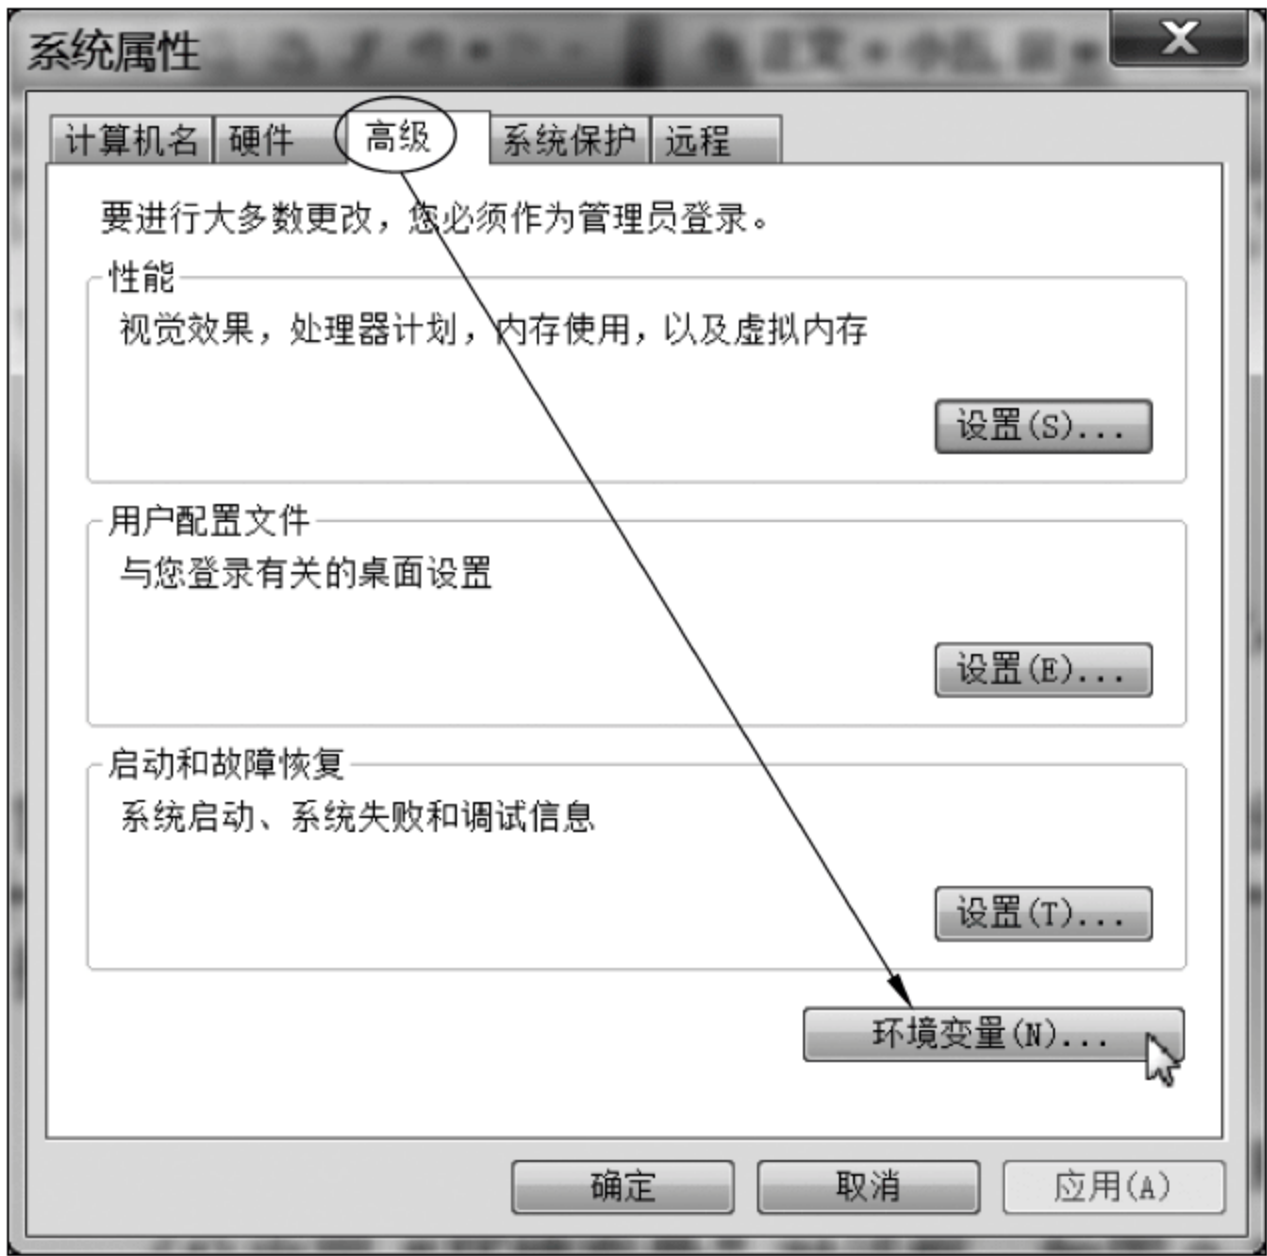 系统属性
计算机名 硬件 高级 系统保护 远程
要进行大多数更改，您必须作为管理员登录。
性能
视觉效果，处理器计划，内存使用，以及虚拟内存
设置(S)...
用户配置文件
与您登录有关的桌面设置
设置(E)...
启动和故障恢复
系统启动、系统失败和调试信息
设置(T)...
环境变量(N)...
确定 取消 应用(A)